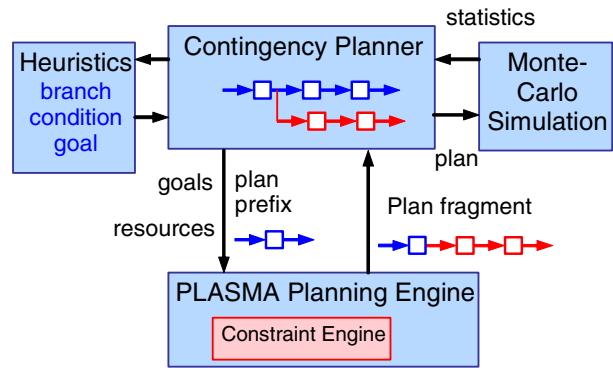 statistics
Contingency Planner
Heuristics
branch
condition
goal
Monte-
Carlo
Simulation
plan
goals
plan
prefix
resources
Plan fragment
PLASMA Planning Engine
Constraint Engine